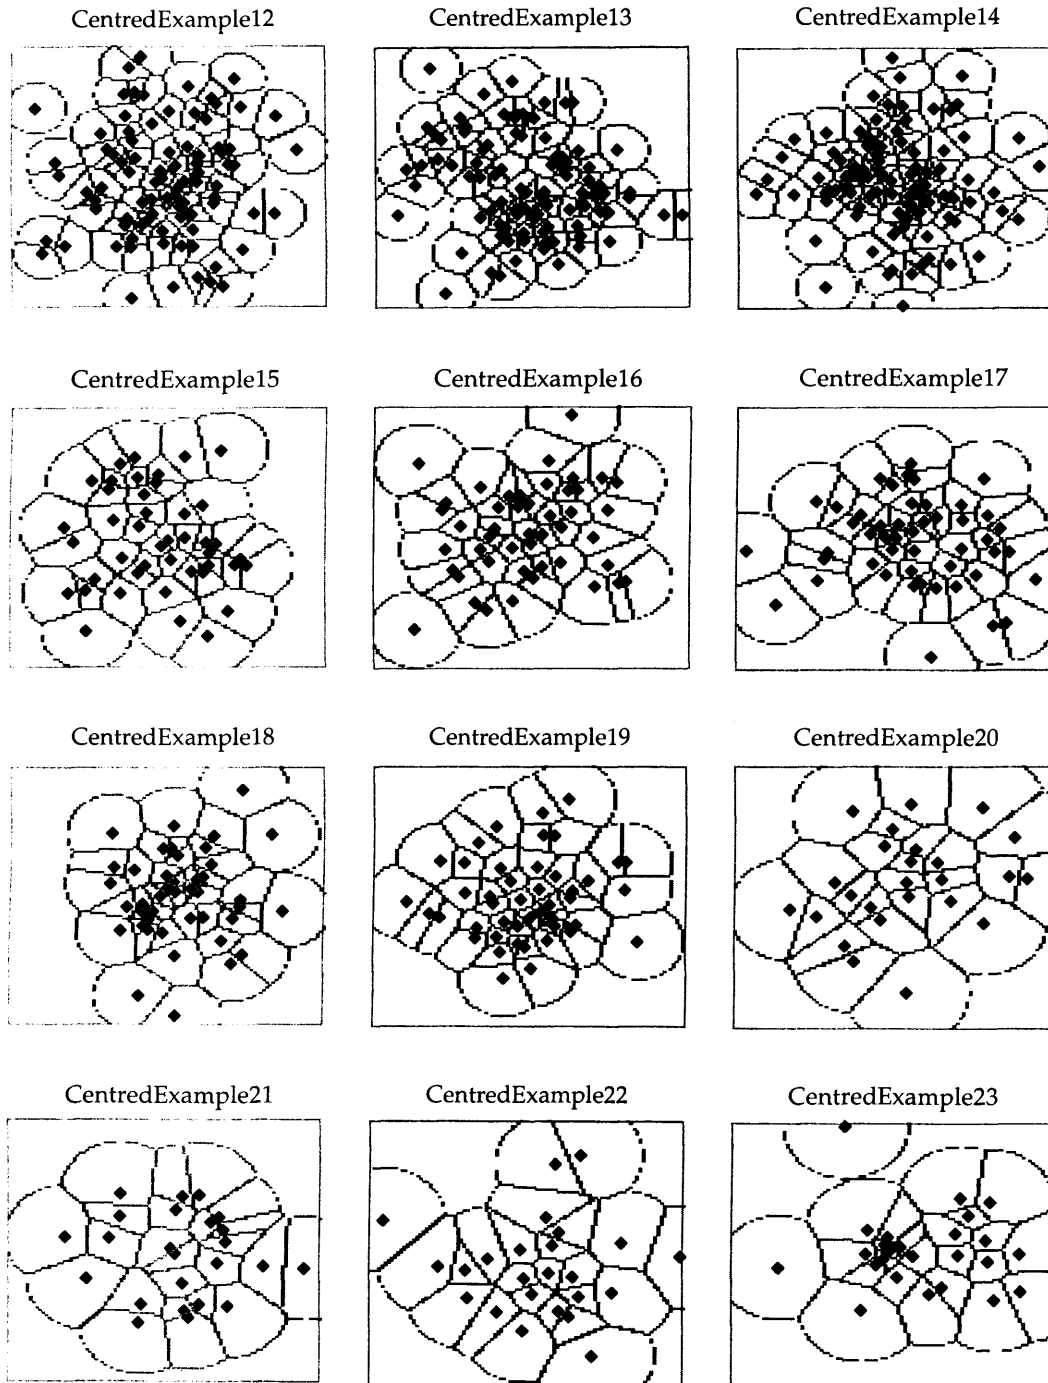 CentredExample12
CentredExample13
CentredExample14
CentredExample15
CentredExample16
CentredExample17
CentredExample18
CentredExample19
CentredExample20
CentredExample21
CentredExample22
CentredExample23